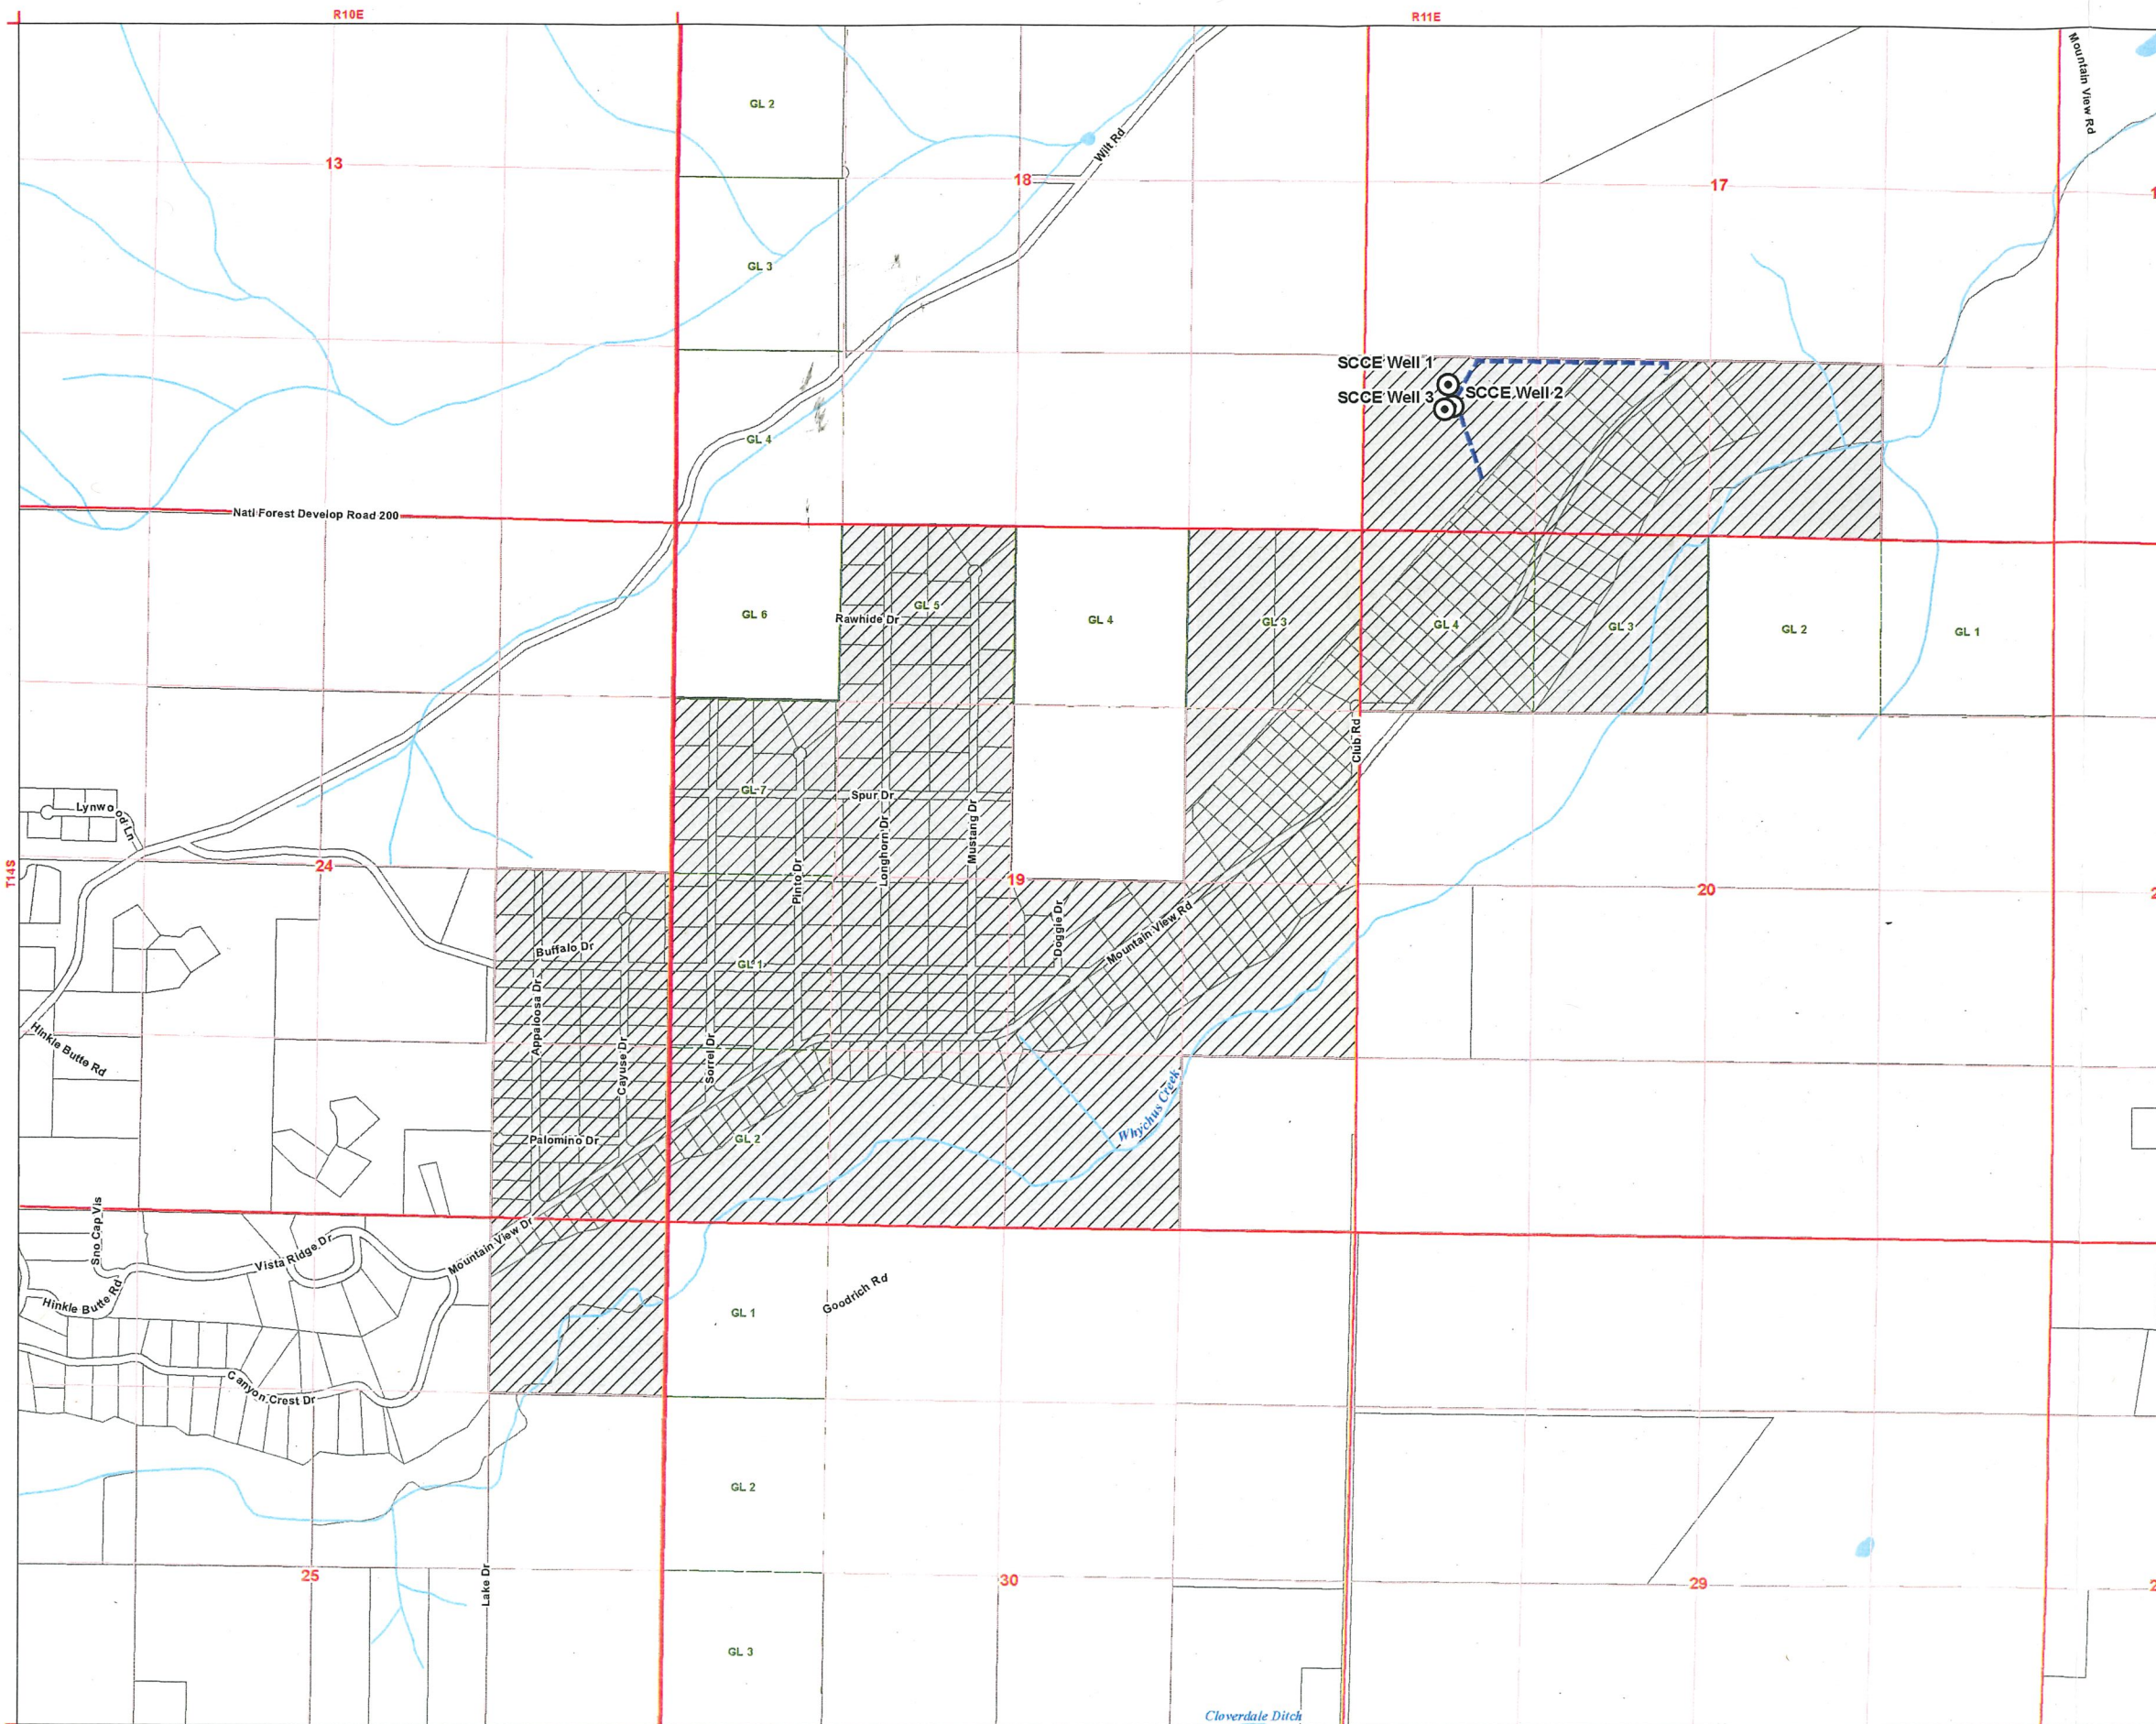 R10E
R11E
Mountain View Rd
GL 2
Wilt Rd
13
18
17
1
GL 3
SCCE Well 1
SCCE Well 2
SCCE Well 3
GL 4
Natl Forest Develop Road 200
GL 6
GL 5
Rawhide Dr
GL 4
GL 3
GL 4
GL 3
GL 2
GL 1
Club Rd
GL 7
Spur Dr
Lynwood Ln
Mustang Dr
Longhorn Dr
Pinto Dr
T14S
24
19
20
2
Doggie Dr
Mountain View Rd
Buffalo Dr
GL 1
Appaloosa Dr
Cayuse Dr
Sorrel Dr
Hinkle Butte Rd
Whychus Creek
Palomino Dr
GL 2
Sno Cap Vis
Vista Ridge Dr
Mountain View Dr
Hinkle Butte Rd
GL 1
Goodrich Rd
Canyon Crest Dr
GL 2
25
Lake Dr
30
29
2
GL 3
Cloverdale Ditch